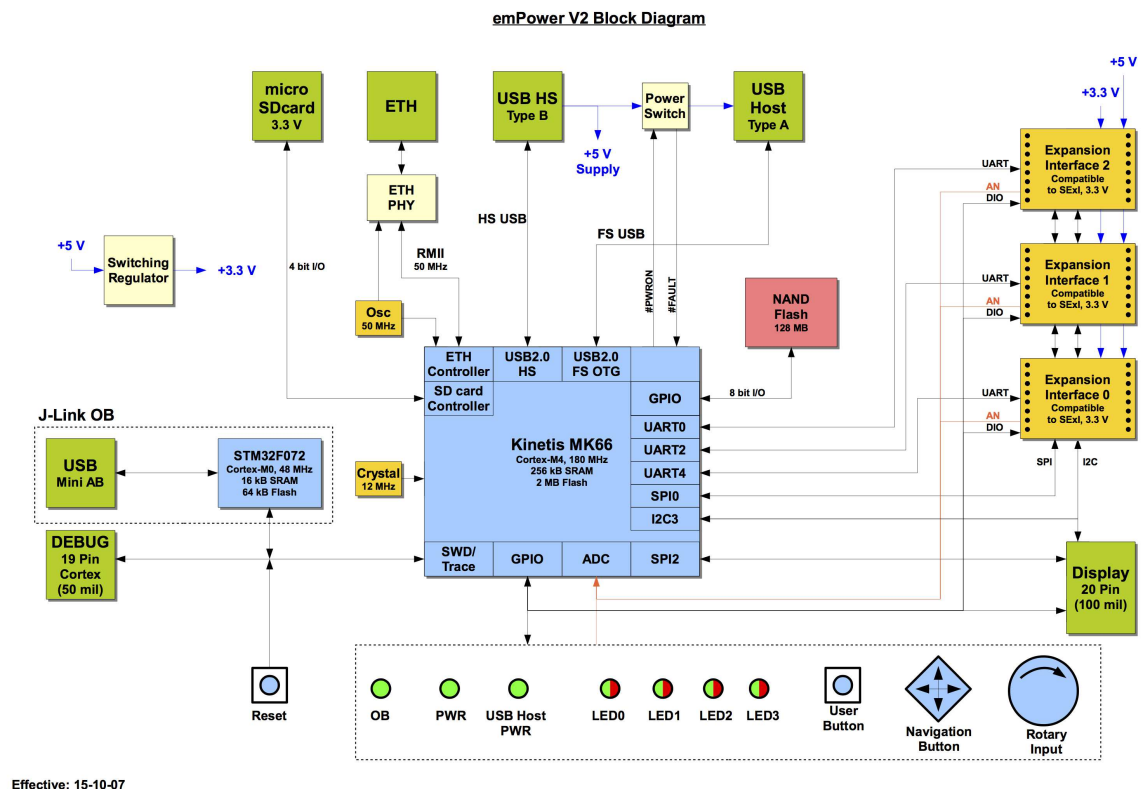 emPower V2 Block Diagram
micro
SDcard
3.3 V
ETH
USB HS
Type B
Power
Switch
USB
Host
Type A
+5 V
+3.3 V
+5 V
Supply
ETH
PHY
HS USB
FS USB
RMII
50 MHz
4 bit I/O
#PWRON
#FAULT
+5 V
Switching
Regulator
+3.3 V
Osc
50 MHz
NAND
Flash
128 MB
8 bit I/O
UART
AN
DIO
Expansion
Interface 2
Compatible
to SExI, 3.3 V
UART
AN
DIO
Expansion
Interface 1
Compatible
to SExI, 3.3 V
UART
AN
DIO
Expansion
Interface 0
Compatible
to SExI, 3.3 V
SPI
I2C
ETH
Controller
USB2.0
HS
USB2.0
FS OTG
SD card
Controller
GPIO
UART0
UART2
UART4
SPI0
I2C3
Kinetis MK66
Cortex-M4, 180 MHz
256 kB SRAM
2 MB Flash
SWD/
Trace
GPIO
ADC
SPI2
Crystal
12 MHz
J-Link OB
USB
Mini AB
STM32F072
Cortex-M0, 48 MHz
16 kB SRAM
64 kB Flash
DEBUG
19 Pin
Cortex
(50 mil)
Display
20 Pin
(100 mil)
Reset
OB
PWR
USB Host
PWR
LED0
LED1
LED2
LED3
User
Button
Navigation
Button
Rotary
Input
Effective: 15-10-07